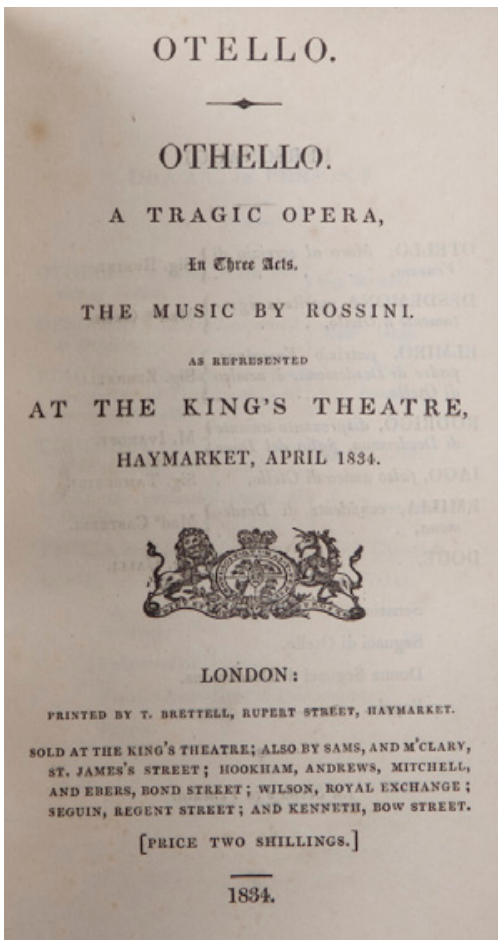 OTELLO.
OTHELLO.
A TRAGIC OPERA,
In Three Acts.
THE MUSIC BY ROSSINI.
AS REPRESENTED
AT THE KING'S THEATRE,
HAYMARKET, APRIL 1834.
LONDON:
PRINTED BY T. BRETTELL, RUPERT STREET, HAYMARKET.
SOLD AT THE KING'S THEATRE; ALSO BY SAMS, AND M'CLARY,
ST. JAMES'S STREET; HOOKHAM, ANDREWS, MITCHELL,
AND EBERS, BOND STREET; WILSON, ROYAL EXCHANGE;
SEGUIN, REGENT STREET; AND KENNETH, BOW STREET.
[PRICE TWO SHILLINGS.]
1834.